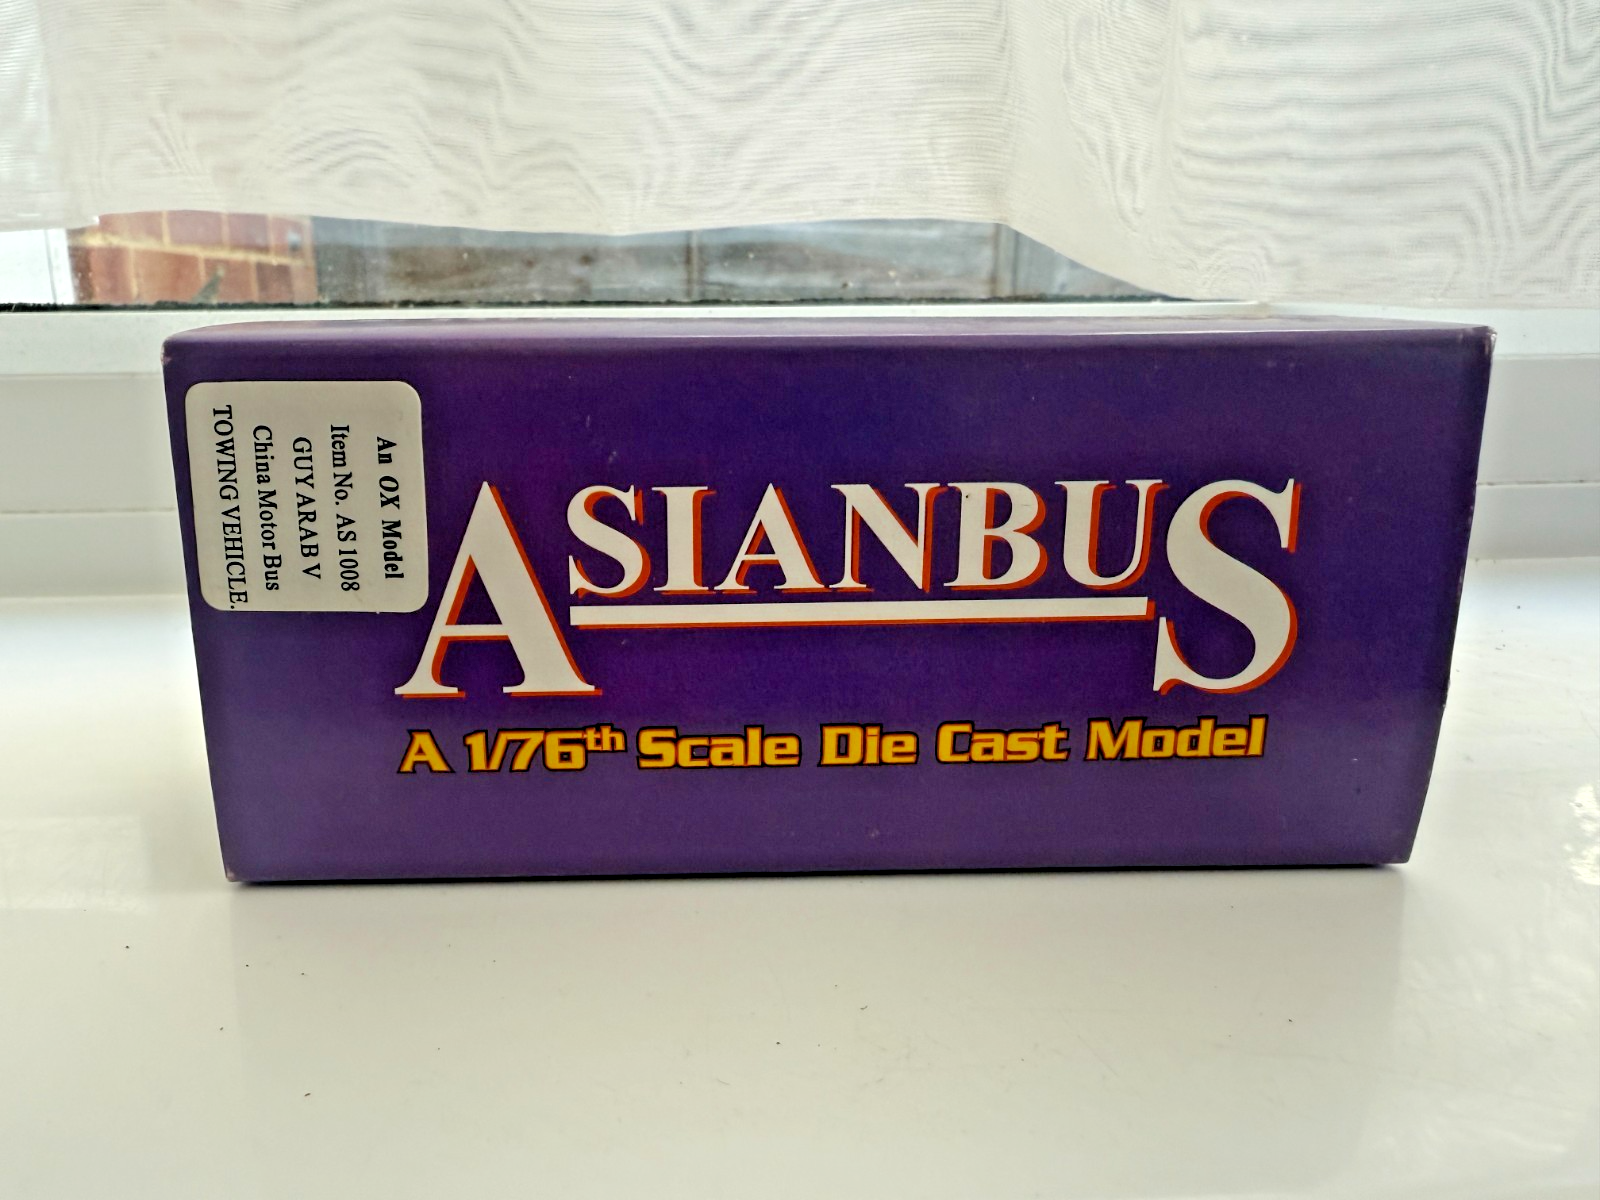 An OX Model
Item No. AS 1008
GUY ARAB V
China Motor Bus
TOWING VEHICLE.
ASIANBUS
A 1/76th Scale Die Cast Model